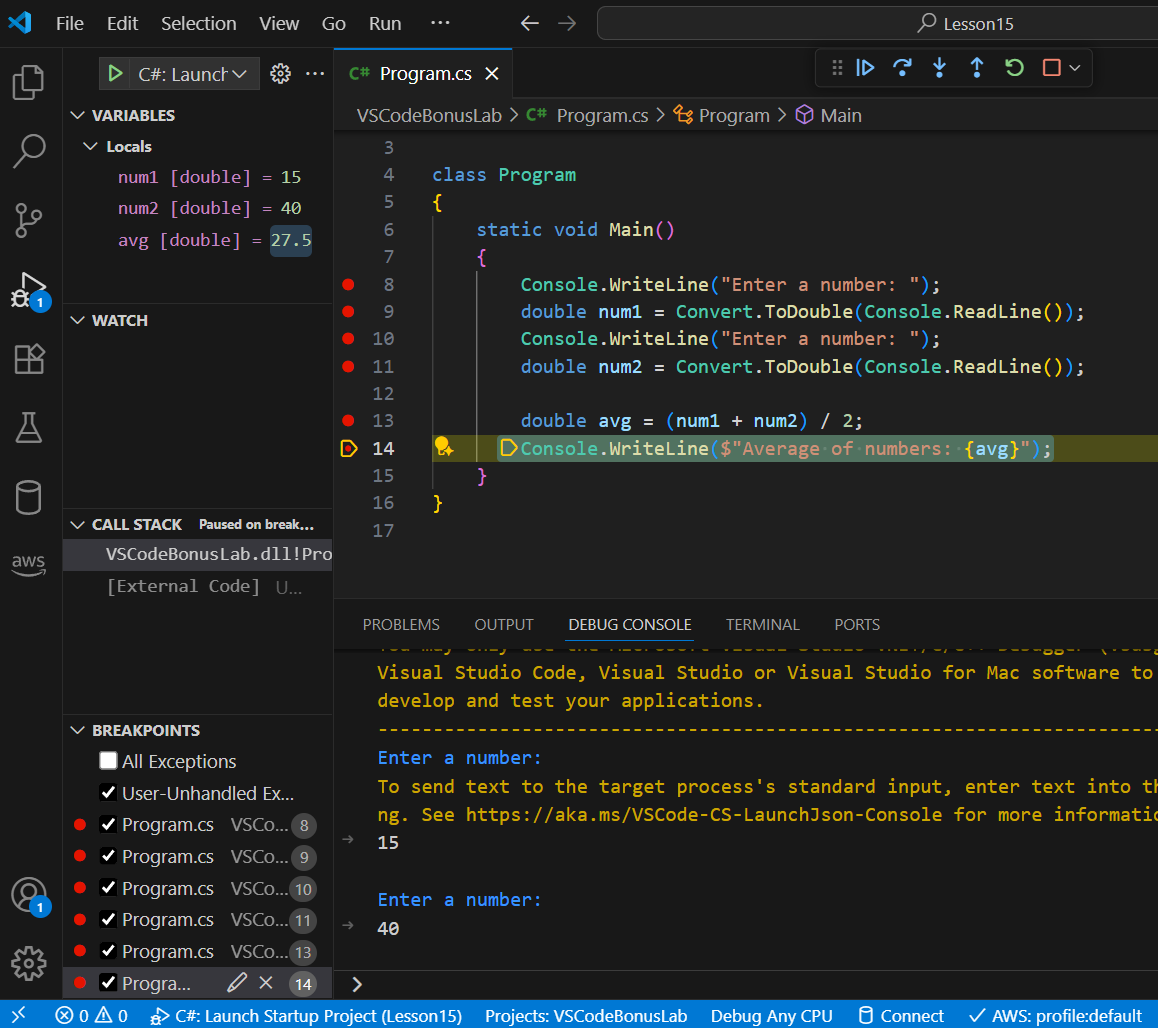 File Edit Selection View Go Run ··· Lesson15
C#: Launch
VARIABLES
Locals
num1 [double] = 15
num2 [double] = 40
avg [double] = 27.5
WATCH
CALL STACK Paused on break...
VSCodeBonusLab.dll!Pro
[External Code] U...
BREAKPOINTS
All Exceptions
User-Unhandled Ex...
Program.cs VSCo... 8
Program.cs VSCo... 9
Program.cs VSCo... 10
Program.cs VSCo... 11
Program.cs VSCo... 13
Progra... 14
aws
1
1
C# Program.cs
VSCodeBonusLab > C# Program.cs > Program > Main
3
4 class Program
5 {
6 static void Main()
7 {
8 Console.WriteLine("Enter a number: ");
9 double num1 = Convert.ToDouble(Console.ReadLine());
10 Console.WriteLine("Enter a number: ");
11 double num2 = Convert.ToDouble(Console.ReadLine());
12
13 double avg = (num1 + num2) / 2;
14 Console.WriteLine($"Average of numbers: {avg}");
15 }
16 }
17
PROBLEMS OUTPUT DEBUG CONSOLE TERMINAL PORTS
Visual Studio Code, Visual Studio or Visual Studio for Mac software to
develop and test your applications.
-----------------------------------------------------------------------
Enter a number:
To send text to the target process's standard input, enter text into th
ng. See https://aka.ms/VSCode-CS-LaunchJson-Console for more informatio
15
Enter a number:
40
0 0 C#: Launch Startup Project (Lesson15) Projects: VSCodeBonusLab Debug Any CPU Connect AWS: profile:default